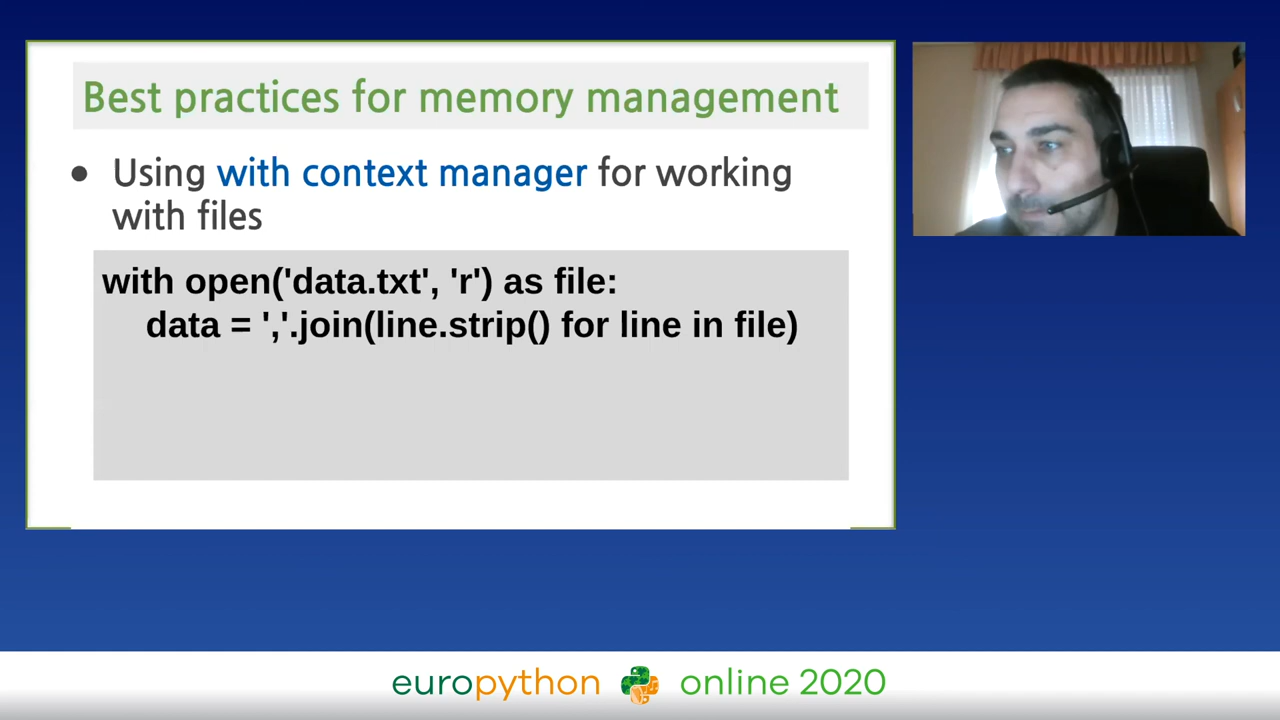 Best practices for memory management
● Using with context manager for working
with files
with open('data.txt', 'r') as file:
data = ','.join(line.strip() for line in file)
europython online 2020